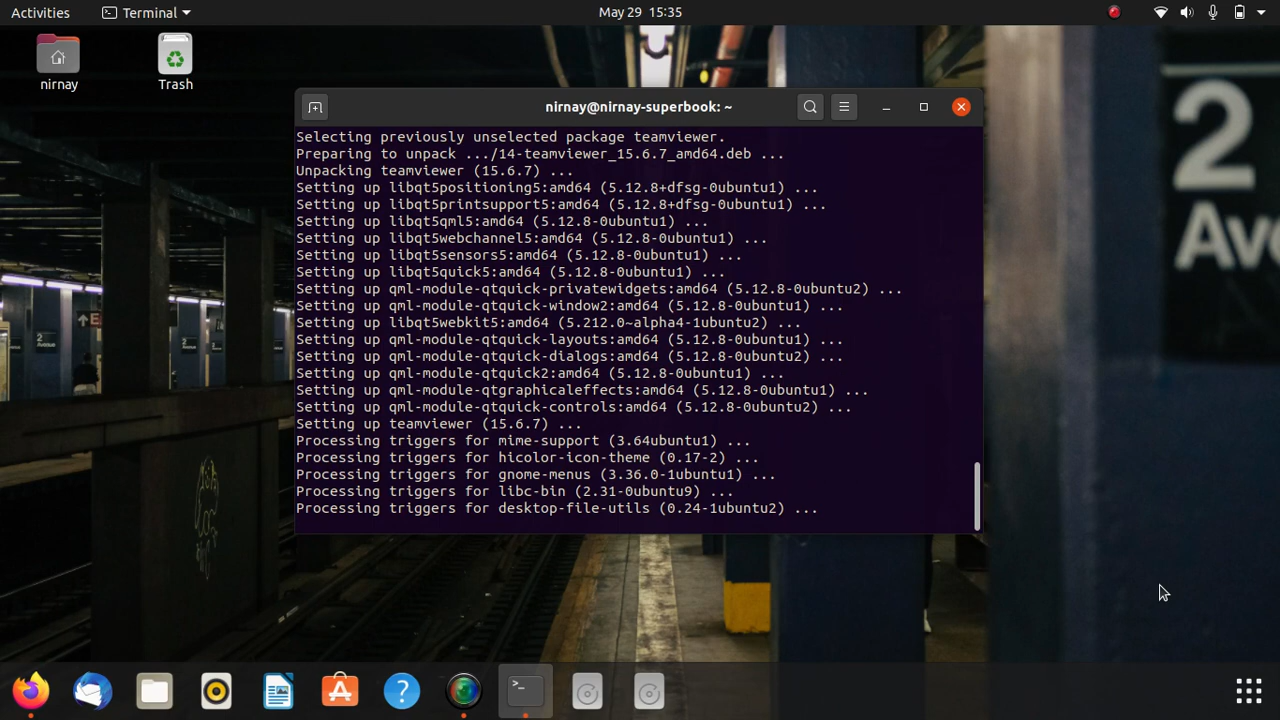 Activities
Terminal
May 29 15:35
nirnay
Trash
nirnay@nirnay-superbook: ~
Selecting previously unselected package teamviewer.
Preparing to unpack .../14-teamviewer_15.6.7_amd64.deb ...
Unpacking teamviewer (15.6.7) ...
Setting up libqt5positioning5:amd64 (5.12.8+dfsg-0ubuntu1) ...
Setting up libqt5printsupport5:amd64 (5.12.8+dfsg-0ubuntu1) ...
Setting up libqt5qml5:amd64 (5.12.8-0ubuntu1) ...
Setting up libqt5webchannel5:amd64 (5.12.8-0ubuntu1) ...
Setting up libqt5sensors5:amd64 (5.12.8-0ubuntu1) ...
Setting up libqt5quick5:amd64 (5.12.8-0ubuntu1) ...
Setting up qml-module-qtquick-privatewidgets:amd64 (5.12.8-0ubuntu2) ...
Setting up qml-module-qtquick-window2:amd64 (5.12.8-0ubuntu1) ...
Setting up libqt5webkit5:amd64 (5.212.0~alpha4-1ubuntu2) ...
Setting up qml-module-qtquick-layouts:amd64 (5.12.8-0ubuntu1) ...
Setting up qml-module-qtquick-dialogs:amd64 (5.12.8-0ubuntu2) ...
Setting up qml-module-qtquick2:amd64 (5.12.8-0ubuntu1) ...
Setting up qml-module-qtgraphicaleffects:amd64 (5.12.8-0ubuntu1) ...
Setting up qml-module-qtquick-controls:amd64 (5.12.8-0ubuntu2) ...
Setting up teamviewer (15.6.7) ...
Processing triggers for mime-support (3.64ubuntu1) ...
Processing triggers for hicolor-icon-theme (0.17-2) ...
Processing triggers for gnome-menus (3.36.0-1ubuntu1) ...
Processing triggers for libc-bin (2.31-0ubuntu9) ...
Processing triggers for desktop-file-utils (0.24-1ubuntu2) ...
2
Ave
E
2